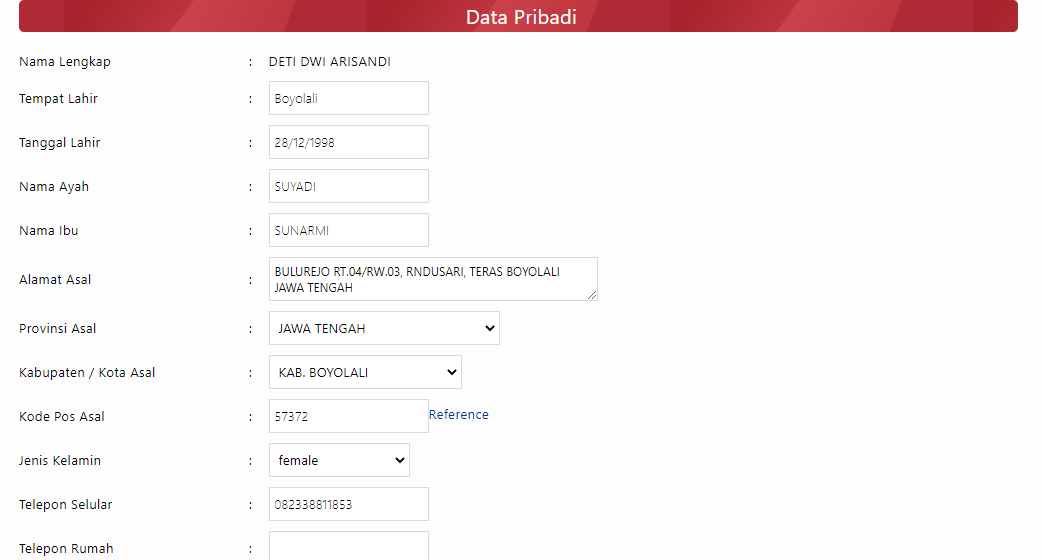 Data Pribadi
Nama Lengkap : DETI DWI ARISANDI
Tempat Lahir : Boyolali
Tanggal Lahir : 28/12/1998
Nama Ayah : SUYADI
Nama Ibu : SUNARMI
Alamat Asal : BULUREJO RT.04/RW.03, RNDUSARI, TERAS BOYOLALI
JAWA TENGAH
Provinsi Asal : JAWA TENGAH
Kabupaten / Kota Asal : KAB. BOYOLALI
Kode Pos Asal : 57372 Reference
Jenis Kelamin : female
Telepon Selular : 082338811853
Telepon Rumah :